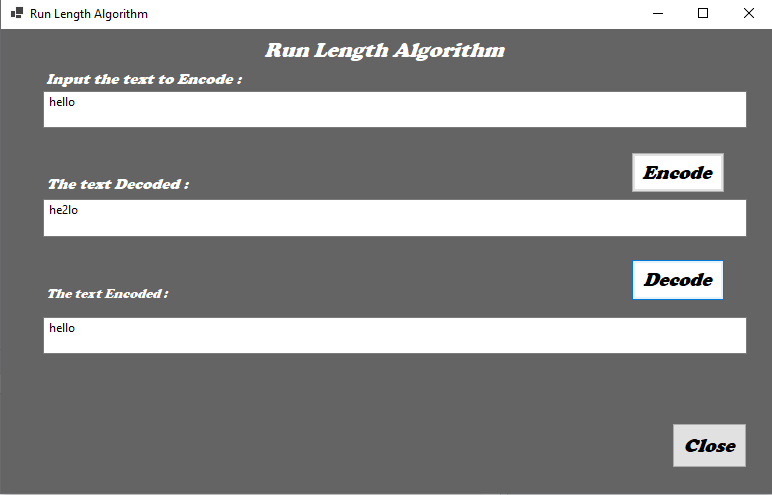 Run Length Algorithm
Run Length Algorithm
Input the text to Encode :
hello
Encode
The text Decoded :
he2lo
Decode
The text Encoded :
hello
Close